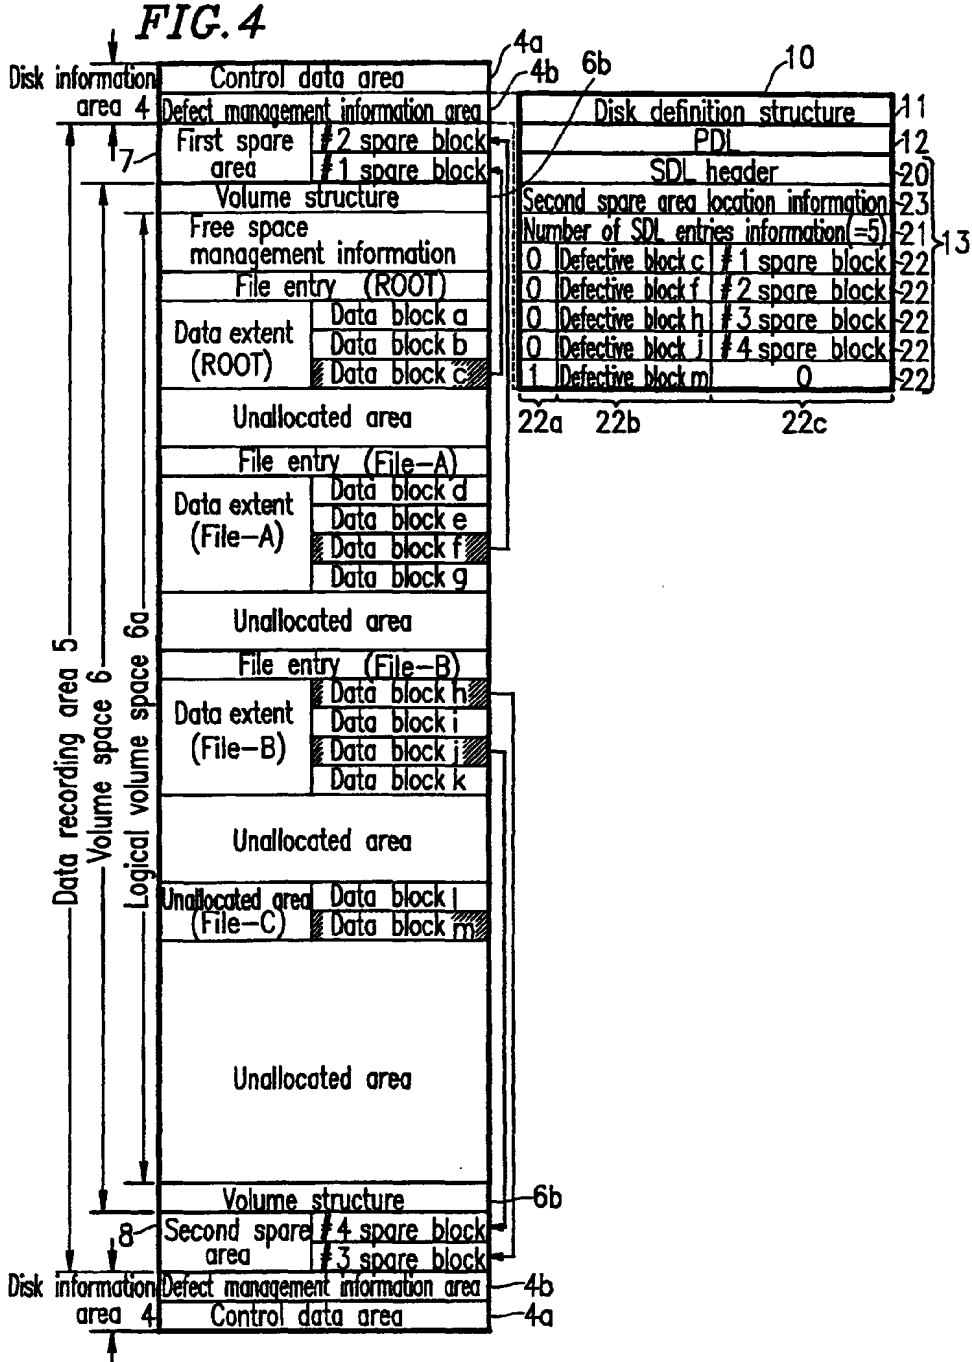 FIG. 4
Disk information
area 4
Control data area
4a
Defect management information area
4b
7
First spare
area
#2 spare block
#1 spare block
Volume structure
6b
Free space
management information
File entry (ROOT)
Data extent
(ROOT)
Data block a
Data block b
Data block c
Unallocated area
File entry (File-A)
Data extent
(File-A)
Data block d
Data block e
Data block f
Data block g
Unallocated area
File entry (File-B)
Data extent
(File-B)
Data block h
Data block i
Data block j
Data block k
Unallocated area
Unallocated area
(File-C)
Data block l
Data block m
Unallocated area
Volume structure
6b
8
Second spare
area
#4 spare block
#3 spare block
Disk information
area 4
Defect management information area
4b
Control data area
4a
Data recording area 5
Volume space 6
Logical volume space 6a
10
Disk definition structure
11
PDL
12
SDL header
20
Second spare area location information
23
Number of SDL entries information(=5)
21
13
0 Defective block c #1 spare block 22
0 Defective block f #2 spare block 22
0 Defective block h #3 spare block 22
0 Defective block j #4 spare block 22
1 Defective block m 0 22
22a 22b 22c